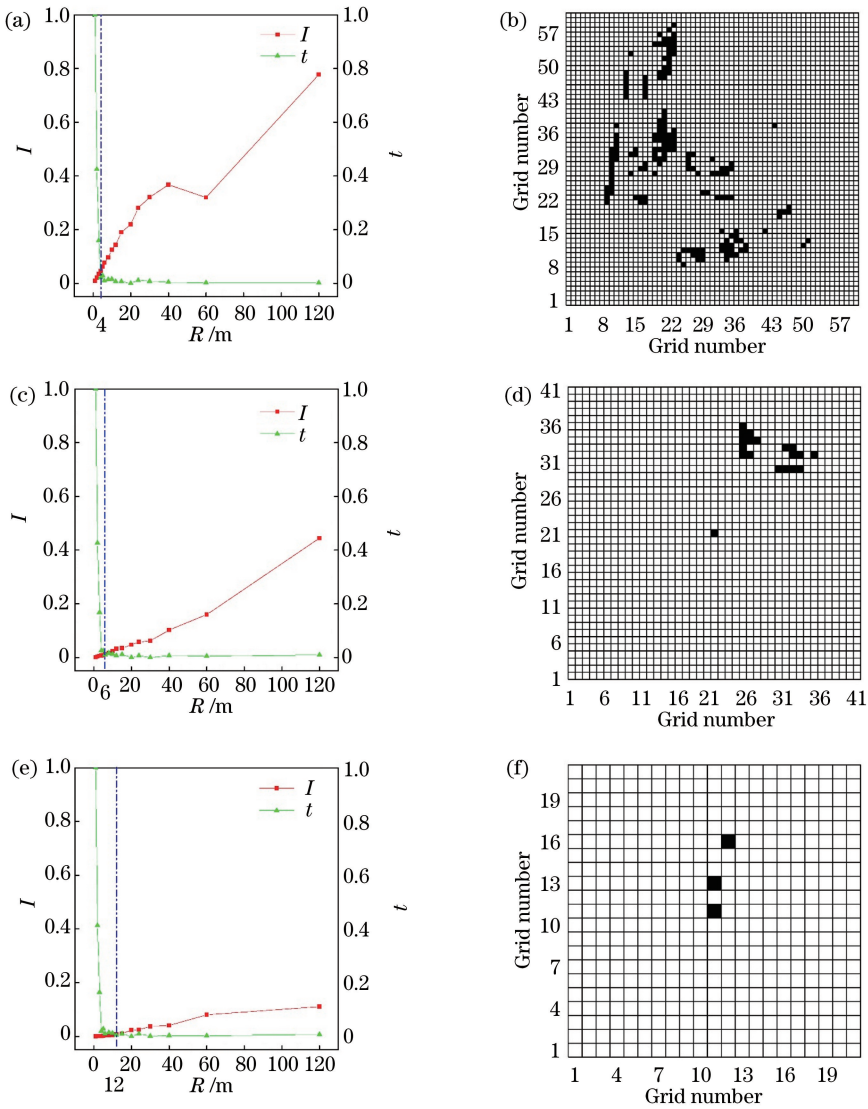 (a)
1.0
0.8
0.6
0.4
0.2
0
I
1.0
0.8
0.6
0.4
0.2
0
t
I
t
0 20 40 60 80 100 120
4
R /m
(b)
57
50
43
36
29
22
15
8
1
Grid number
1 8 15 22 29 36 43 50 57
Grid number
(c)
1.0
0.8
0.6
0.4
0.2
0
I
1.0
0.8
0.6
0.4
0.2
0
t
I
t
0 20 40 60 80 100 120
6
R /m
(d)
41
36
31
26
21
16
11
6
1
Grid number
1 6 11 16 21 26 31 36 41
Grid number
(e)
1.0
0.8
0.6
0.4
0.2
0
I
1.0
0.8
0.6
0.4
0.2
0
t
I
t
0 20 40 60 80 100 120
12
R /m
(f)
19
16
13
10
7
4
1
Grid number
1 4 7 10 13 16 19
Grid number